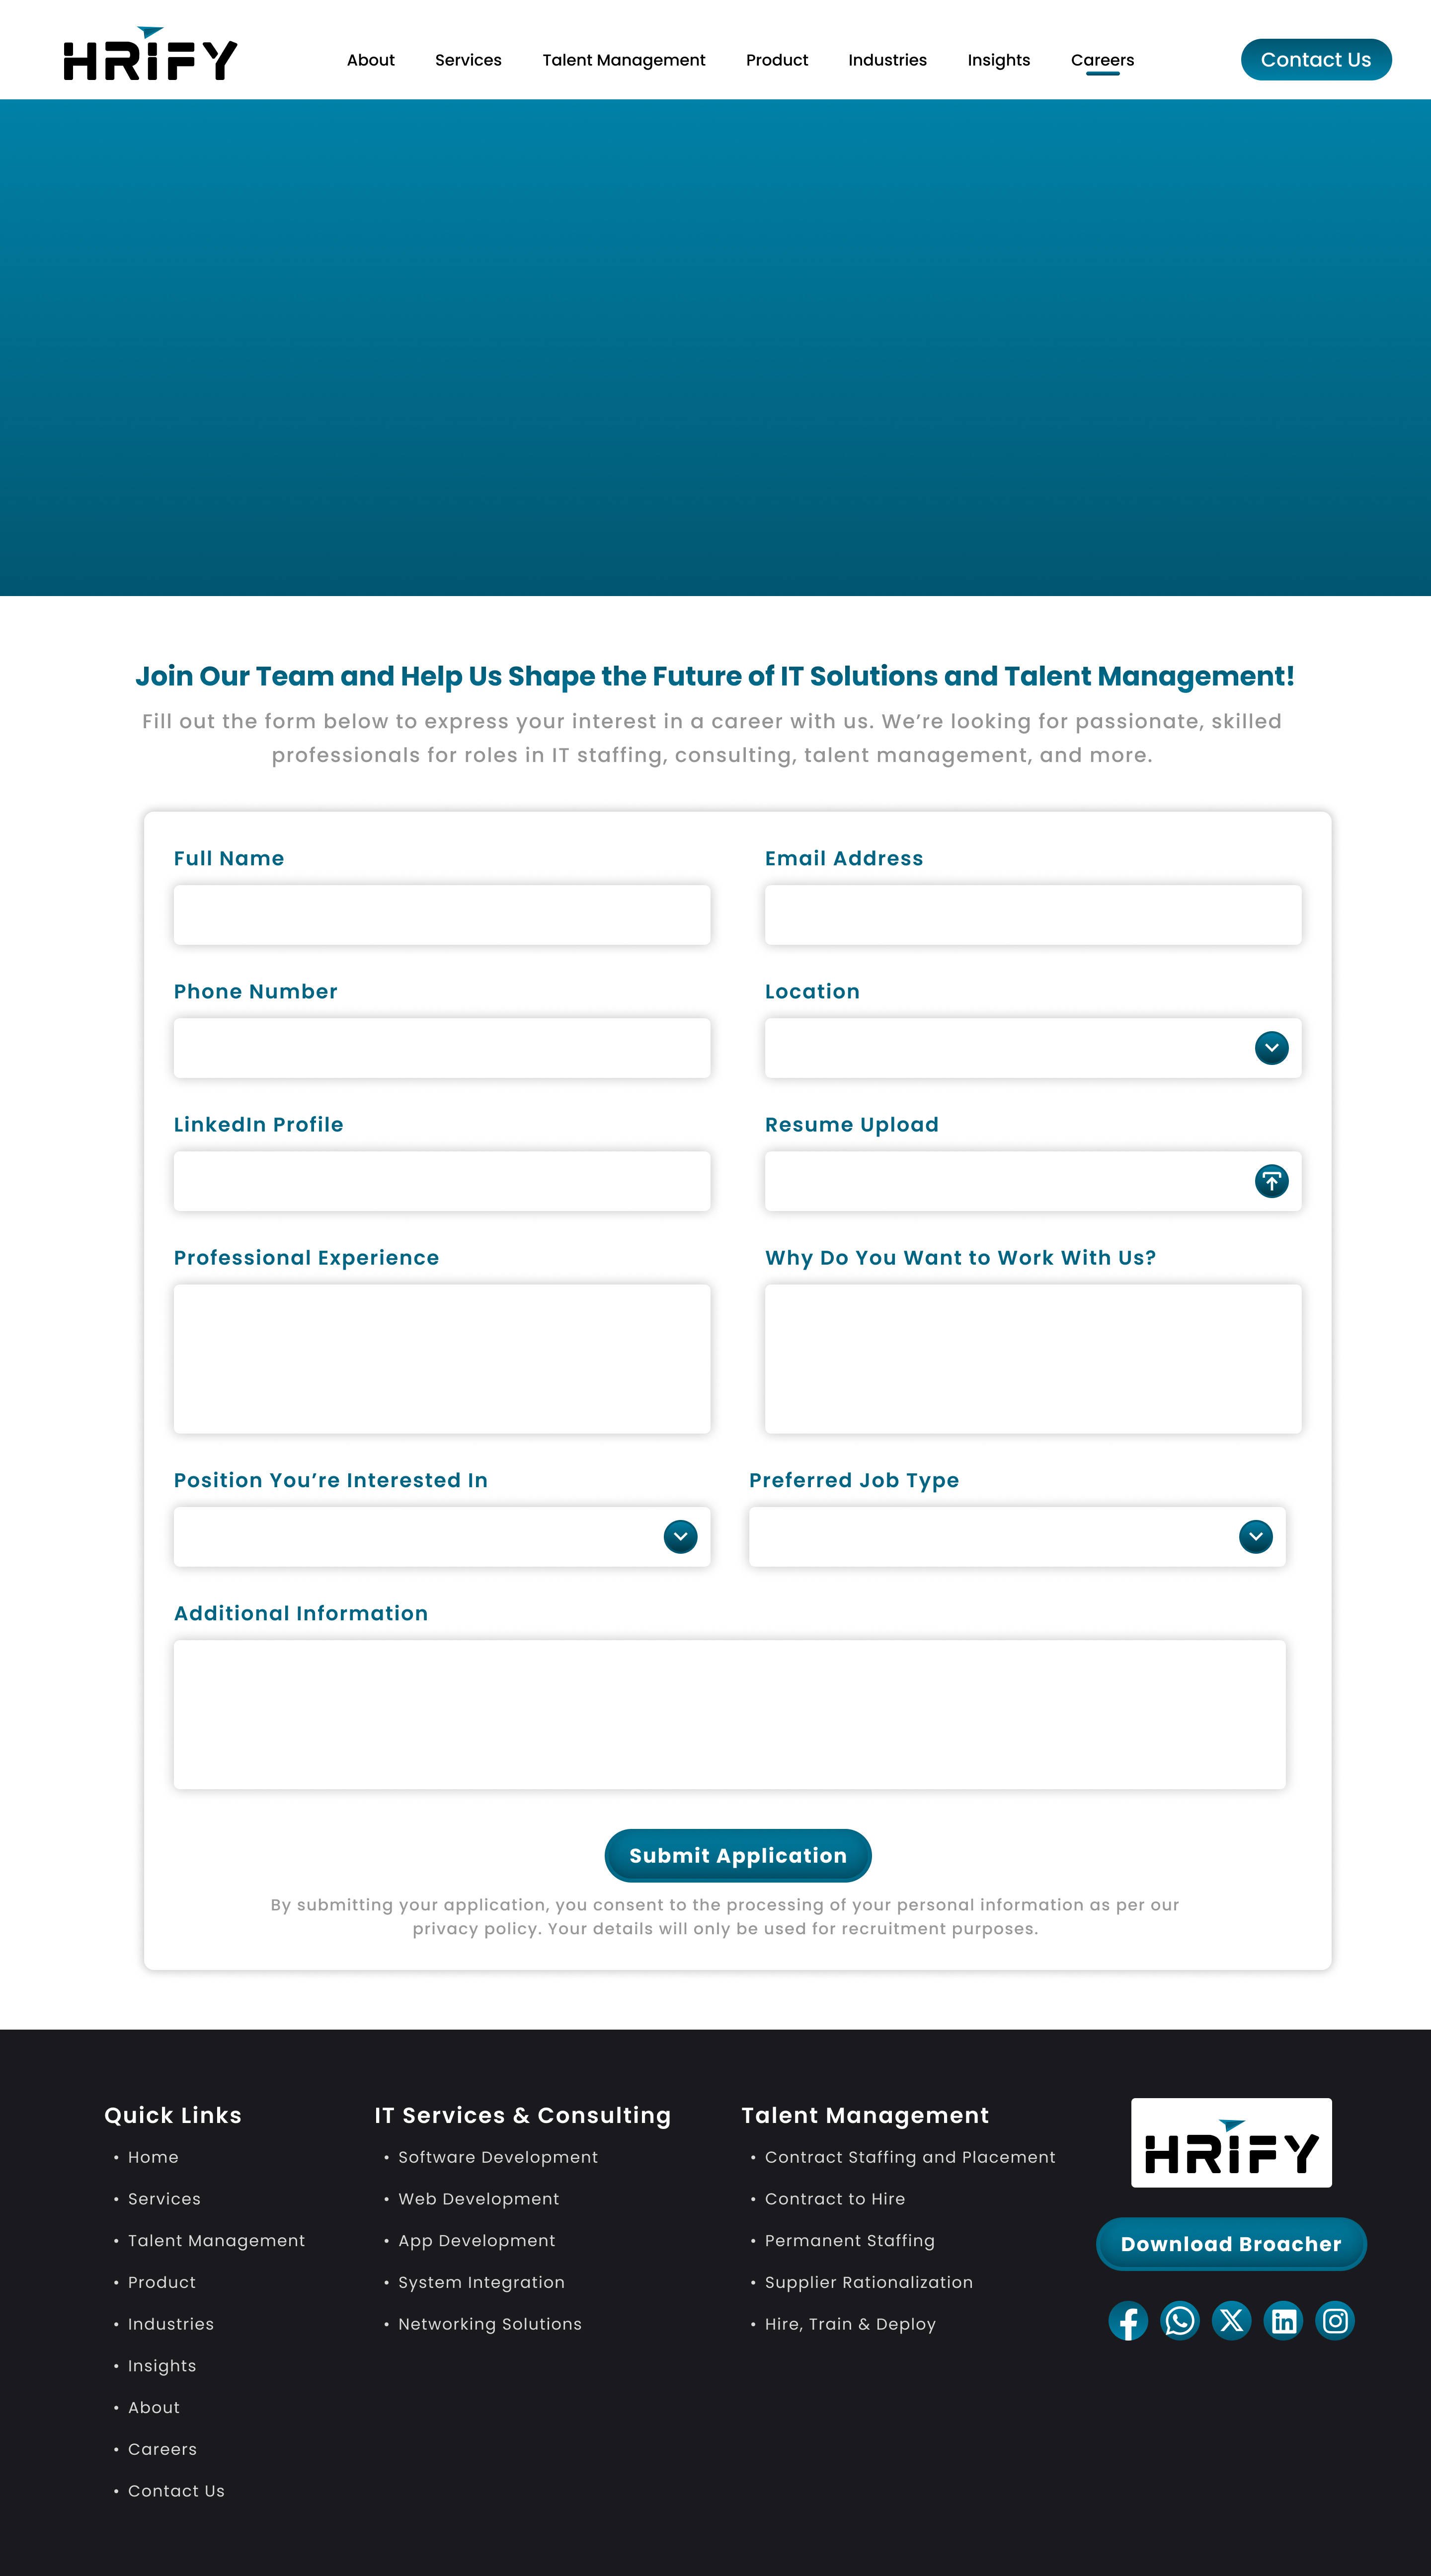 HRIFY
About Services Talent Management Product Industries Insights Careers
Contact Us
Join Our Team and Help Us Shape the Future of IT Solutions and Talent Management!
Fill out the form below to express your interest in a career with us. We’re looking for passionate, skilled
professionals for roles in IT staffing, consulting, talent management, and more.
Full Name
Email Address
Phone Number
Location
LinkedIn Profile
Resume Upload
Professional Experience
Why Do You Want to Work With Us?
Position You’re Interested In
Preferred Job Type
Additional Information
Submit Application
By submitting your application, you consent to the processing of your personal information as per our
privacy policy. Your details will only be used for recruitment purposes.
Quick Links
• Home
• Services
• Talent Management
• Product
• Industries
• Insights
• About
• Careers
• Contact Us
IT Services & Consulting
• Software Development
• Web Development
• App Development
• System Integration
• Networking Solutions
Talent Management
• Contract Staffing and Placement
• Contract to Hire
• Permanent Staffing
• Supplier Rationalization
• Hire, Train & Deploy
HRIFY
Download Broacher